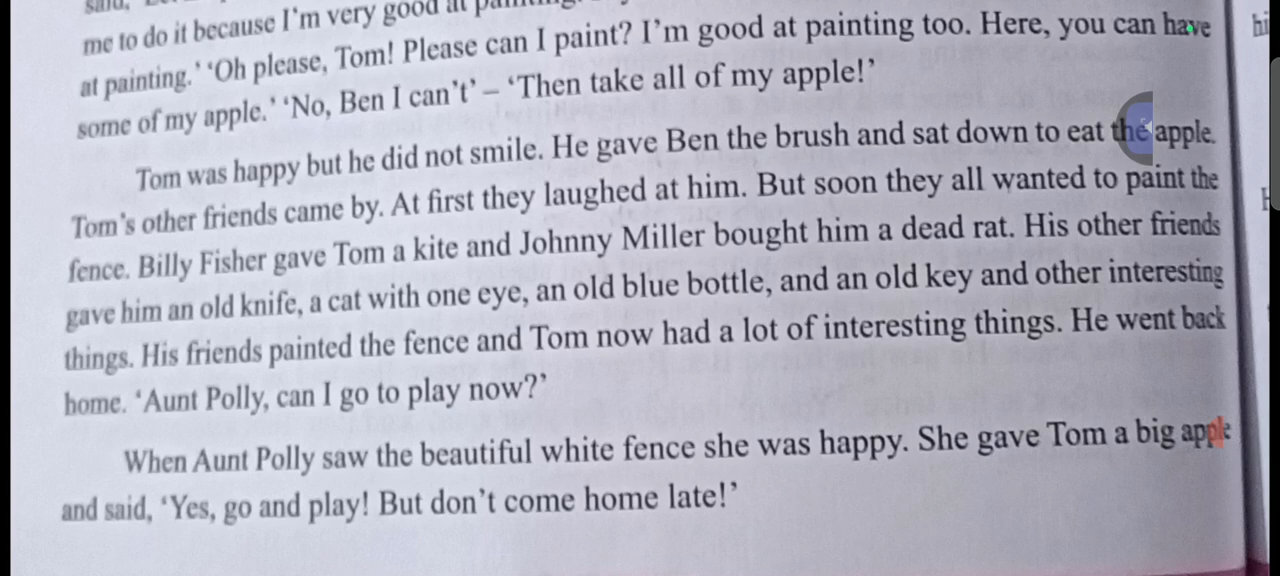 me to do it because I'm very good at
at painting.' 'Oh please, Tom! Please can I paint? I'm good at painting too. Here, you can have
some of my apple.' 'No, Ben I can't' – 'Then take all of my apple!'
Tom was happy but he did not smile. He gave Ben the brush and sat down to eat the apple.
Tom's other friends came by. At first they laughed at him. But soon they all wanted to paint the
fence. Billy Fisher gave Tom a kite and Johnny Miller bought him a dead rat. His other friends
gave him an old knife, a cat with one eye, an old blue bottle, and an old key and other interesting
things. His friends painted the fence and Tom now had a lot of interesting things. He went back
home. 'Aunt Polly, can I go to play now?'
When Aunt Polly saw the beautiful white fence she was happy. She gave Tom a big apple
and said, 'Yes, go and play! But don't come home late!'